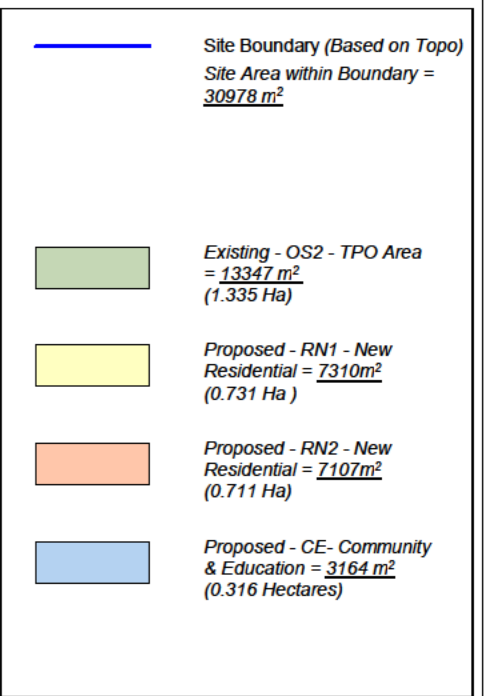 Site Boundary (Based on Topo)
Site Area within Boundary =
30978 m²
Existing - OS2 - TPO Area
= 13347 m²
(1.335 Ha)
Proposed - RN1 - New
Residential = 7310m²
(0.731 Ha )
Proposed - RN2 - New
Residential = 7107m²
(0.711 Ha)
Proposed - CE- Community
& Education = 3164 m²
(0.316 Hectares)